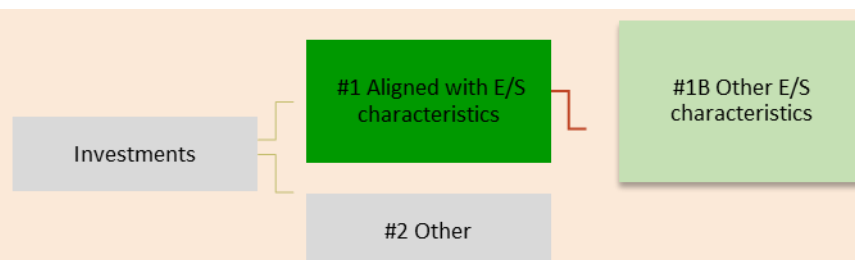 #1 Aligned with E/S
characteristics
#1B Other E/S
characteristics
Investments
#2 Other